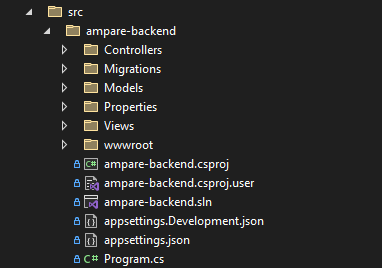 src
ampare-backend
Controllers
Migrations
Models
Properties
Views
wwwroot
ampare-backend.csproj
ampare-backend.csproj.user
ampare-backend.sln
appsettings.Development.json
appsettings.json
Program.cs